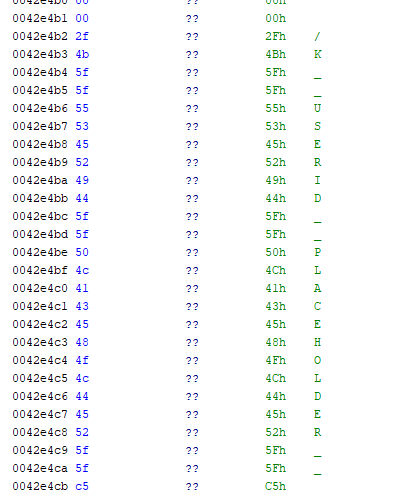 0042e4b0 00 ?? 00h
0042e4b1 00 ?? 00h
0042e4b2 2f ?? 2Fh /
0042e4b3 4b ?? 4Bh K
0042e4b4 5f ?? 5Fh _
0042e4b5 5f ?? 5Fh _
0042e4b6 55 ?? 55h U
0042e4b7 53 ?? 53h S
0042e4b8 45 ?? 45h E
0042e4b9 52 ?? 52h R
0042e4ba 49 ?? 49h I
0042e4bb 44 ?? 44h D
0042e4bc 5f ?? 5Fh _
0042e4bd 5f ?? 5Fh _
0042e4be 50 ?? 50h P
0042e4bf 4c ?? 4Ch L
0042e4c0 41 ?? 41h A
0042e4c1 43 ?? 43h C
0042e4c2 45 ?? 45h E
0042e4c3 48 ?? 48h H
0042e4c4 4f ?? 4Fh O
0042e4c5 4c ?? 4Ch L
0042e4c6 44 ?? 44h D
0042e4c7 45 ?? 45h E
0042e4c8 52 ?? 52h R
0042e4c9 5f ?? 5Fh _
0042e4ca 5f ?? 5Fh _
0042e4cb c5 ?? C5h